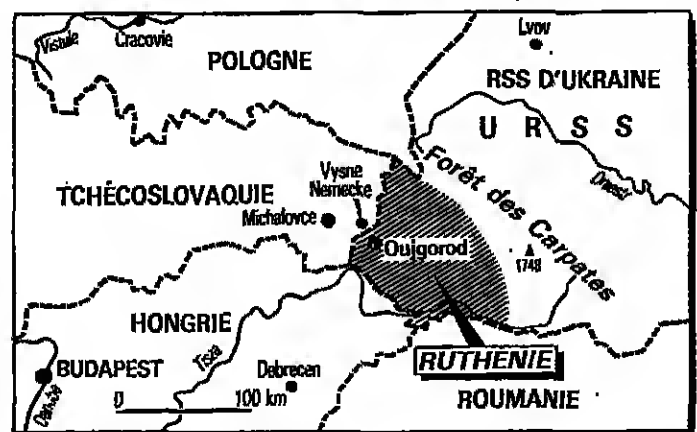 Vistule
Cracovie
Lvov
POLOGNE
RSS D'UKRAINE
U R S S
Forêt des Carpates
Dniestr
Vysne
Nemecke
TCHÉCOSLOVAQUIE
Michalovce
Oujgorod
1748
HONGRIE
Tisza
RUTHÉNIE
BUDAPEST
Debrecen
0 100 km
ROUMANIE
Danube